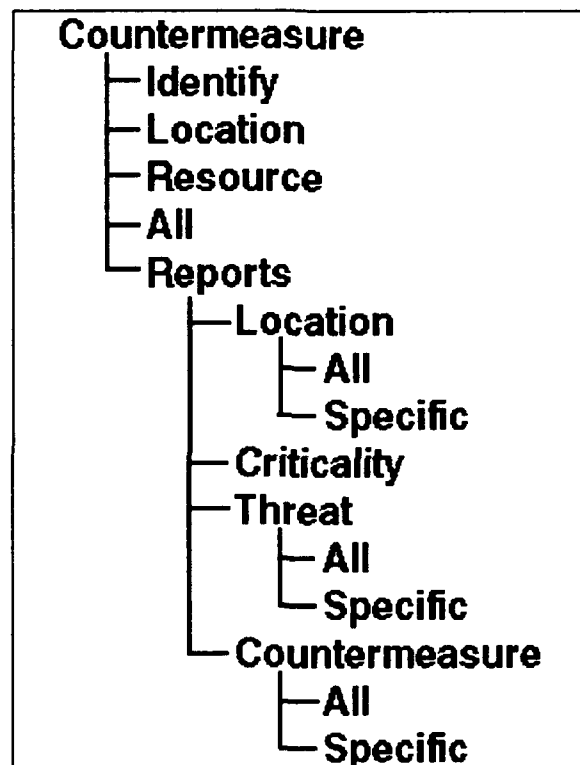 Countermeasure
Identify
Location
Resource
All
Reports
Location
All
Specific
Criticality
Threat
All
Specific
Countermeasure
All
Specific